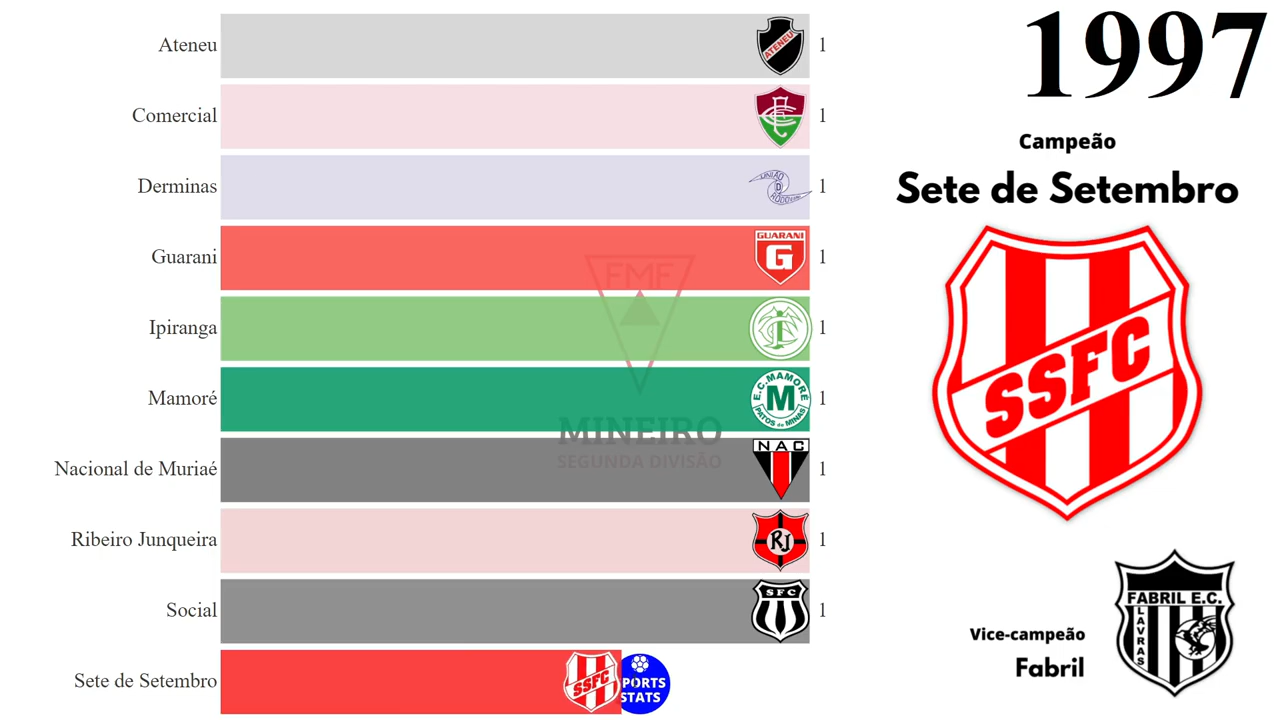 1997
Campeão
Sete de Setembro
SSFC
Vice-campeão
Fabril
FABRIL E.C.
LAVRAS
Ateneu
ATENEU
1
Comercial
1
Derminas
UNIÃO
D
1
Guarani
GUARANI
G
1
Ipiranga
1
Mamoré
E.C. MAMORÉ
M
PATOS de MINAS
1
Nacional de Muriaé
NAC
1
Ribeiro Junqueira
RJ
1
Social
SFC
1
Sete de Setembro
SSFC
PORTS
STATS
FMF
MINEIRO
SEGUNDA DIVISÃO